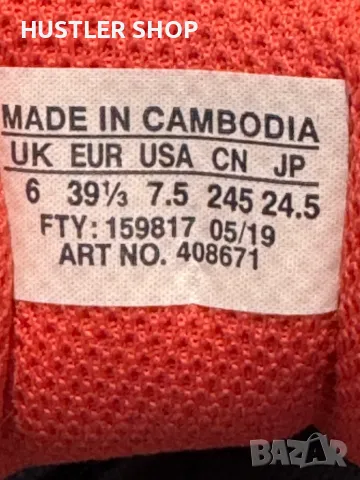 HUSTLER SHOP
MADE IN CAMBODIA
UK EUR USA CN JP
6 39⅓ 7.5 245 24.5
FTY: 159817 05/19
ART NO. 408671
BAZAR